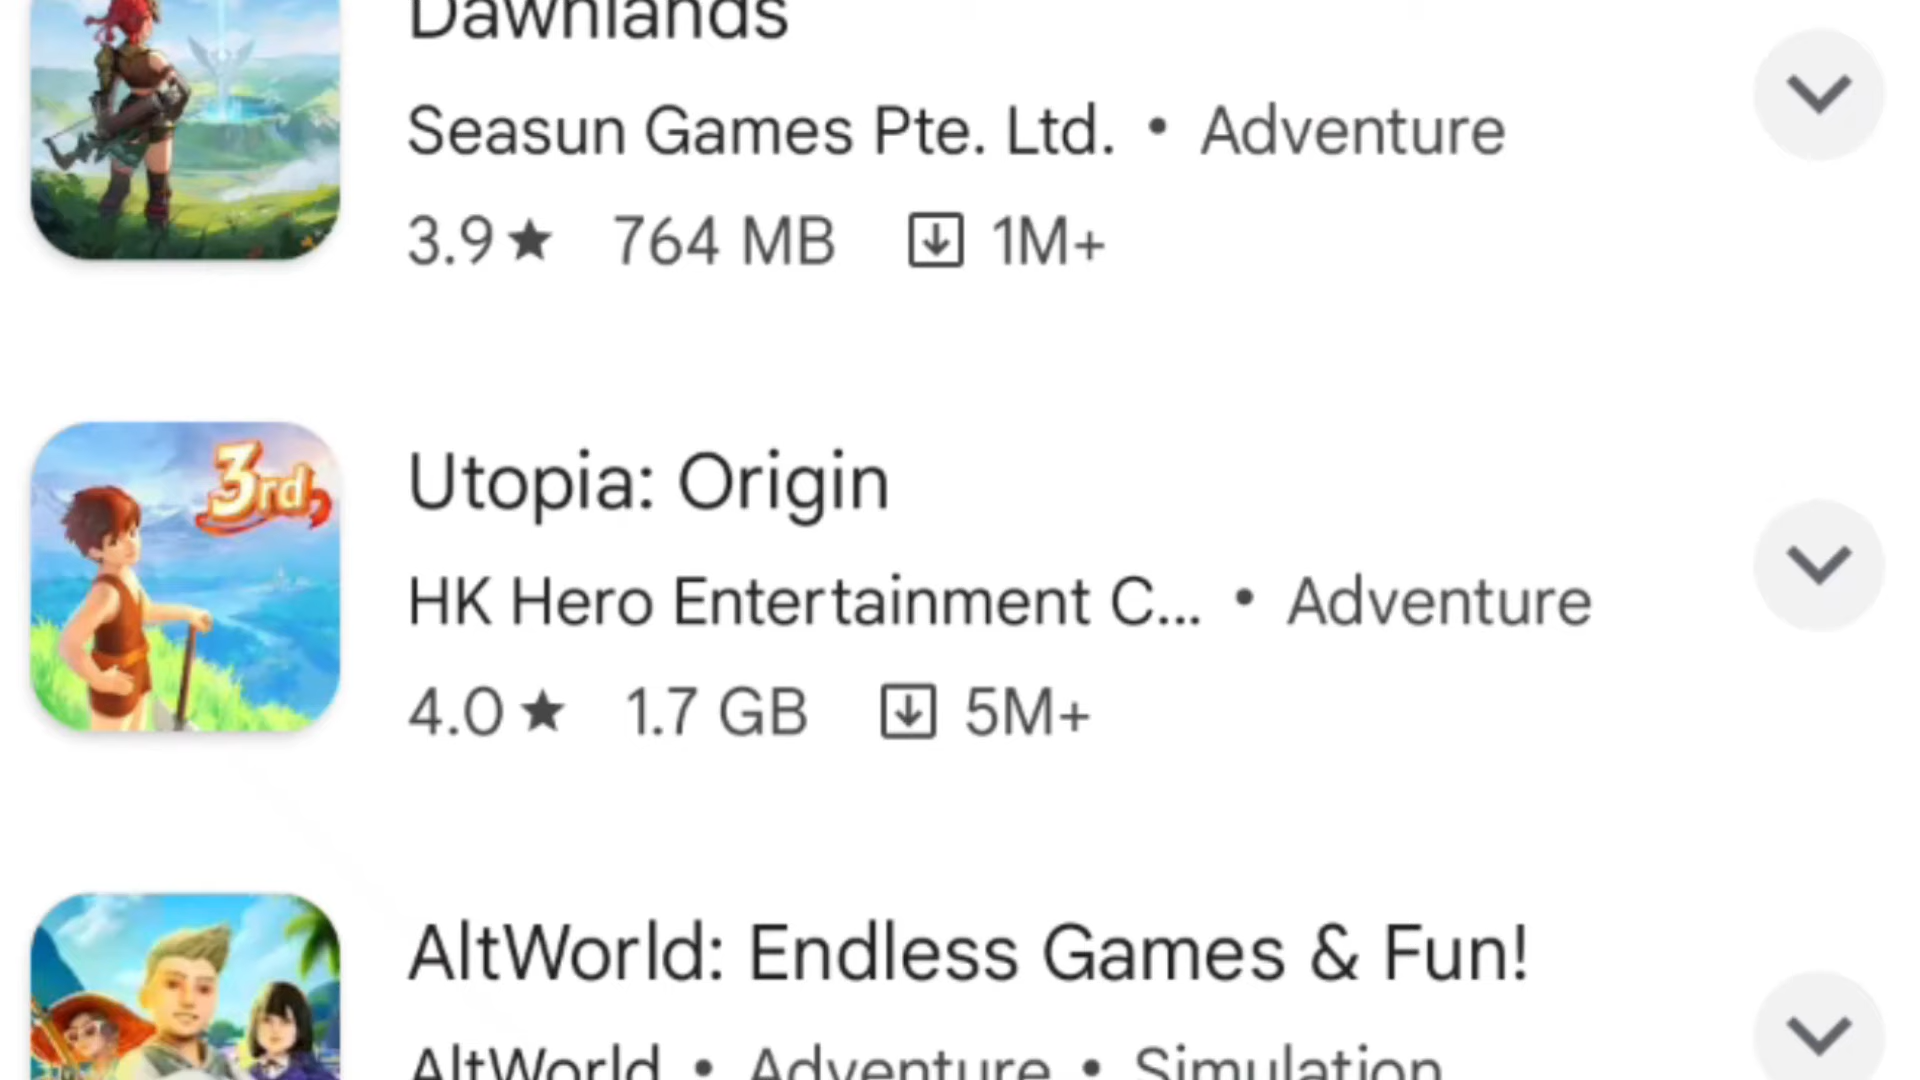 Dawnlands
Seasun Games Pte. Ltd. • Adventure
3.9★ 764 MB 1M+
3rd
Utopia: Origin
HK Hero Entertainment C... • Adventure
4.0★ 1.7 GB 5M+
AltWorld: Endless Games & Fun!
AltWorld • Adventure • Simulation